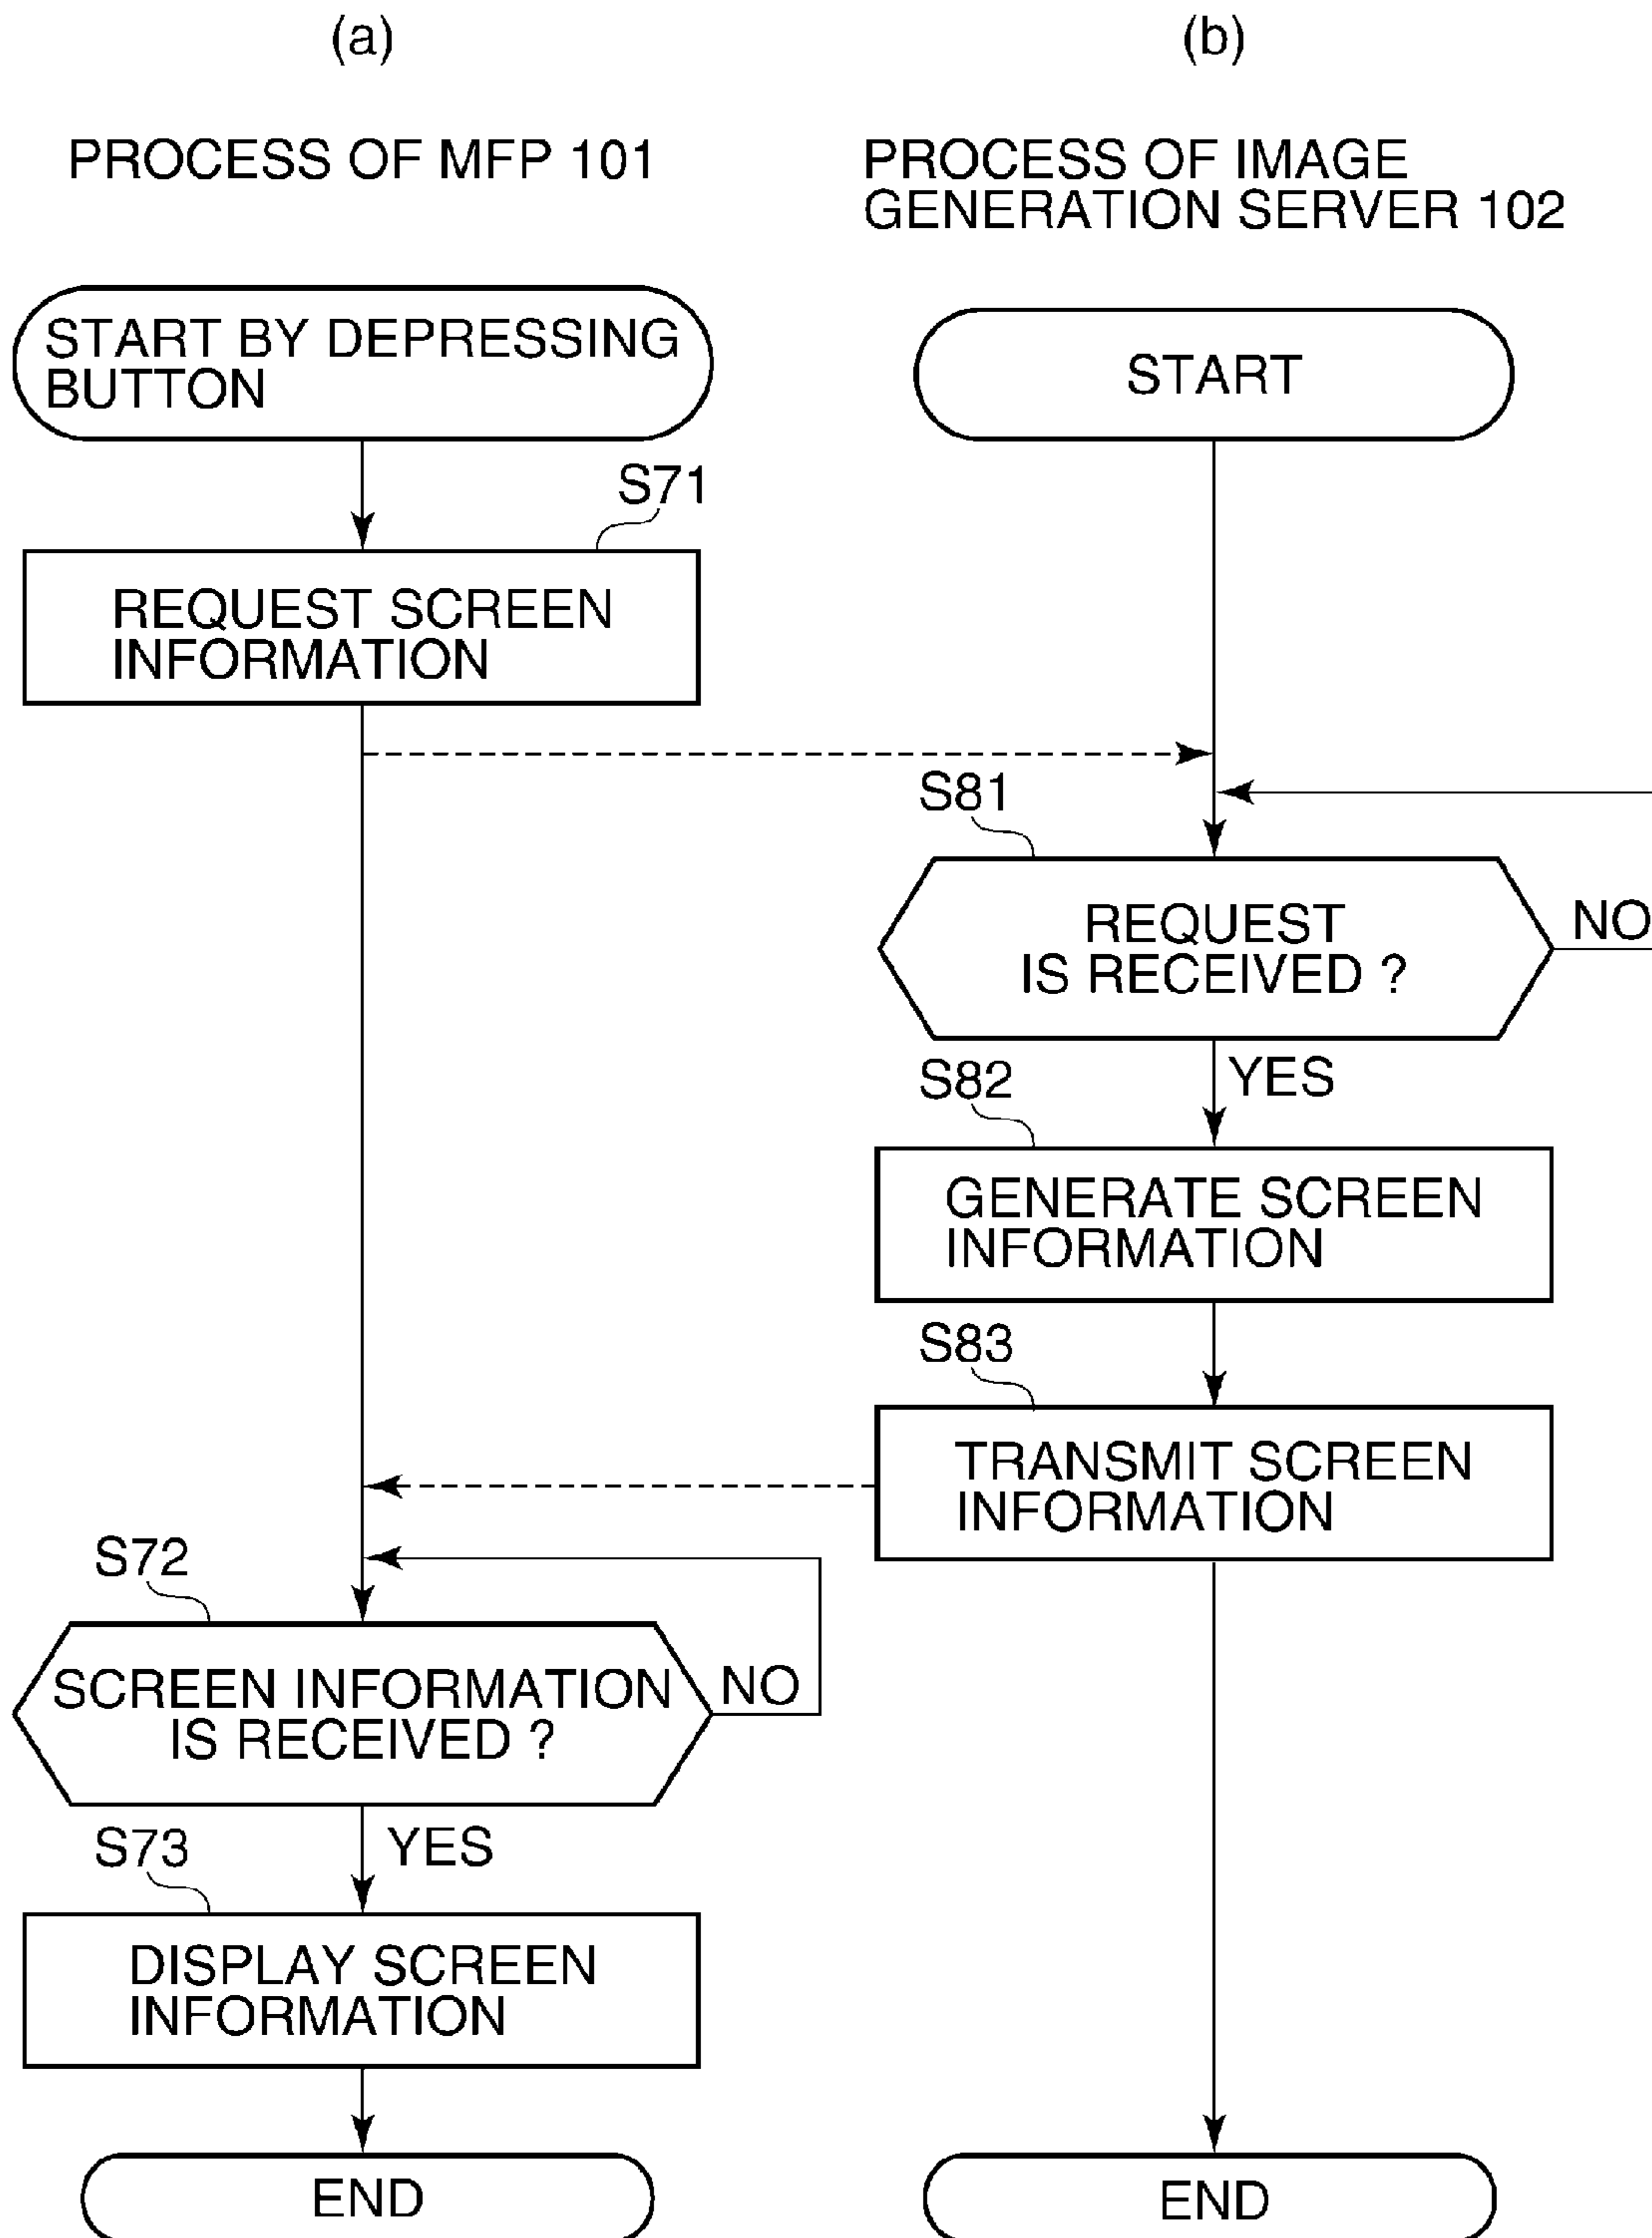 (a)
PROCESS OF MFP 101
START BY DEPRESSING
BUTTON
S71
REQUEST SCREEN
INFORMATION
S72
SCREEN INFORMATION
IS RECEIVED ?
NO
YES
S73
DISPLAY SCREEN
INFORMATION
END
(b)
PROCESS OF IMAGE
GENERATION SERVER 102
START
S81
REQUEST
IS RECEIVED ?
NO
YES
S82
GENERATE SCREEN
INFORMATION
S83
TRANSMIT SCREEN
INFORMATION
END